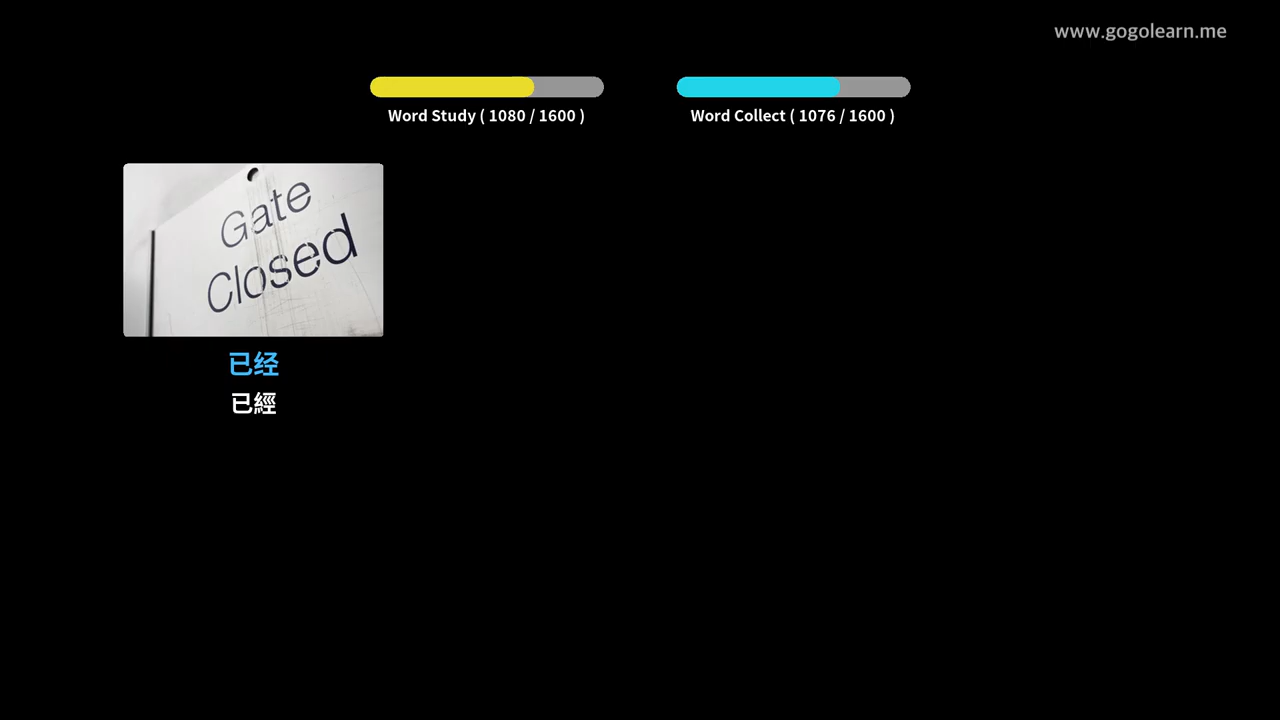 www.gogolearn.me
Word Study ( 1080 / 1600 )
Word Collect ( 1076 / 1600 )
Gate
Closed
已经
已經